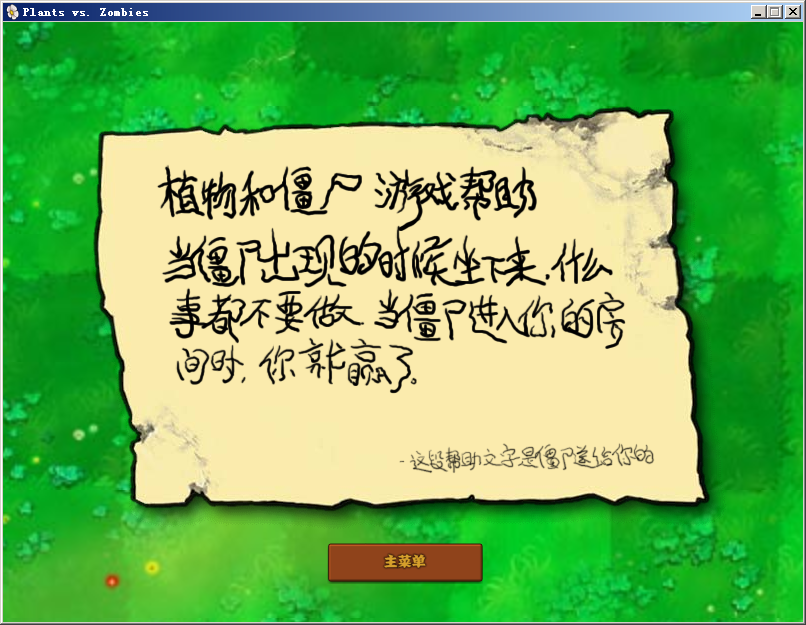 Plants vs. Zombies
植物和僵尸 游戏帮助
当僵尸出现的时候坐下来,什么
事都不要做.当僵尸进入你的房
间时,你就赢了。
-这段帮助文字是僵尸送给你的
主菜单